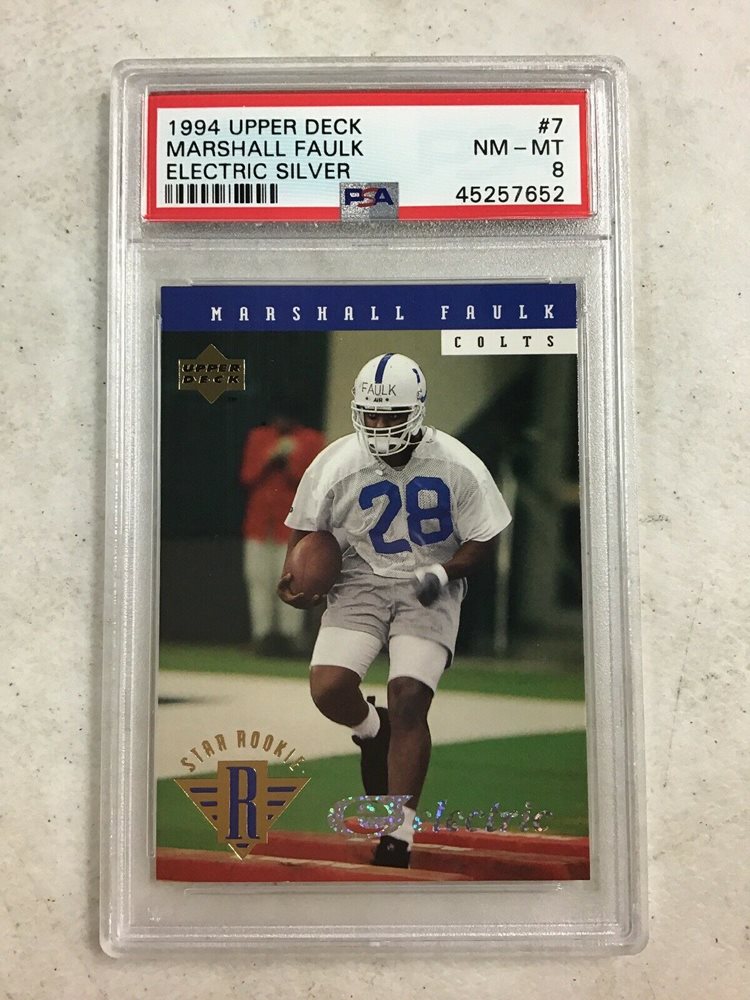 1994 UPPER DECK #7
MARSHALL FAULK NM - MT
ELECTRIC SILVER 8
PSA 45257652
MARSHALL FAULK
COLTS
UPPER
DECK
FAULK
AIR
28
STAR ROOKIE
R
electric